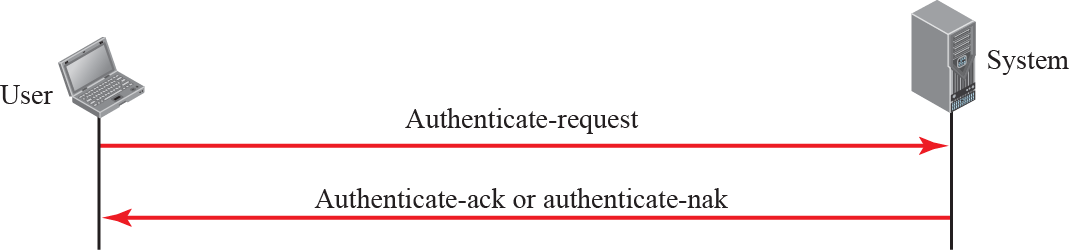 System
User
Authenticate-request
Authenticate-ack or authenticate-nak